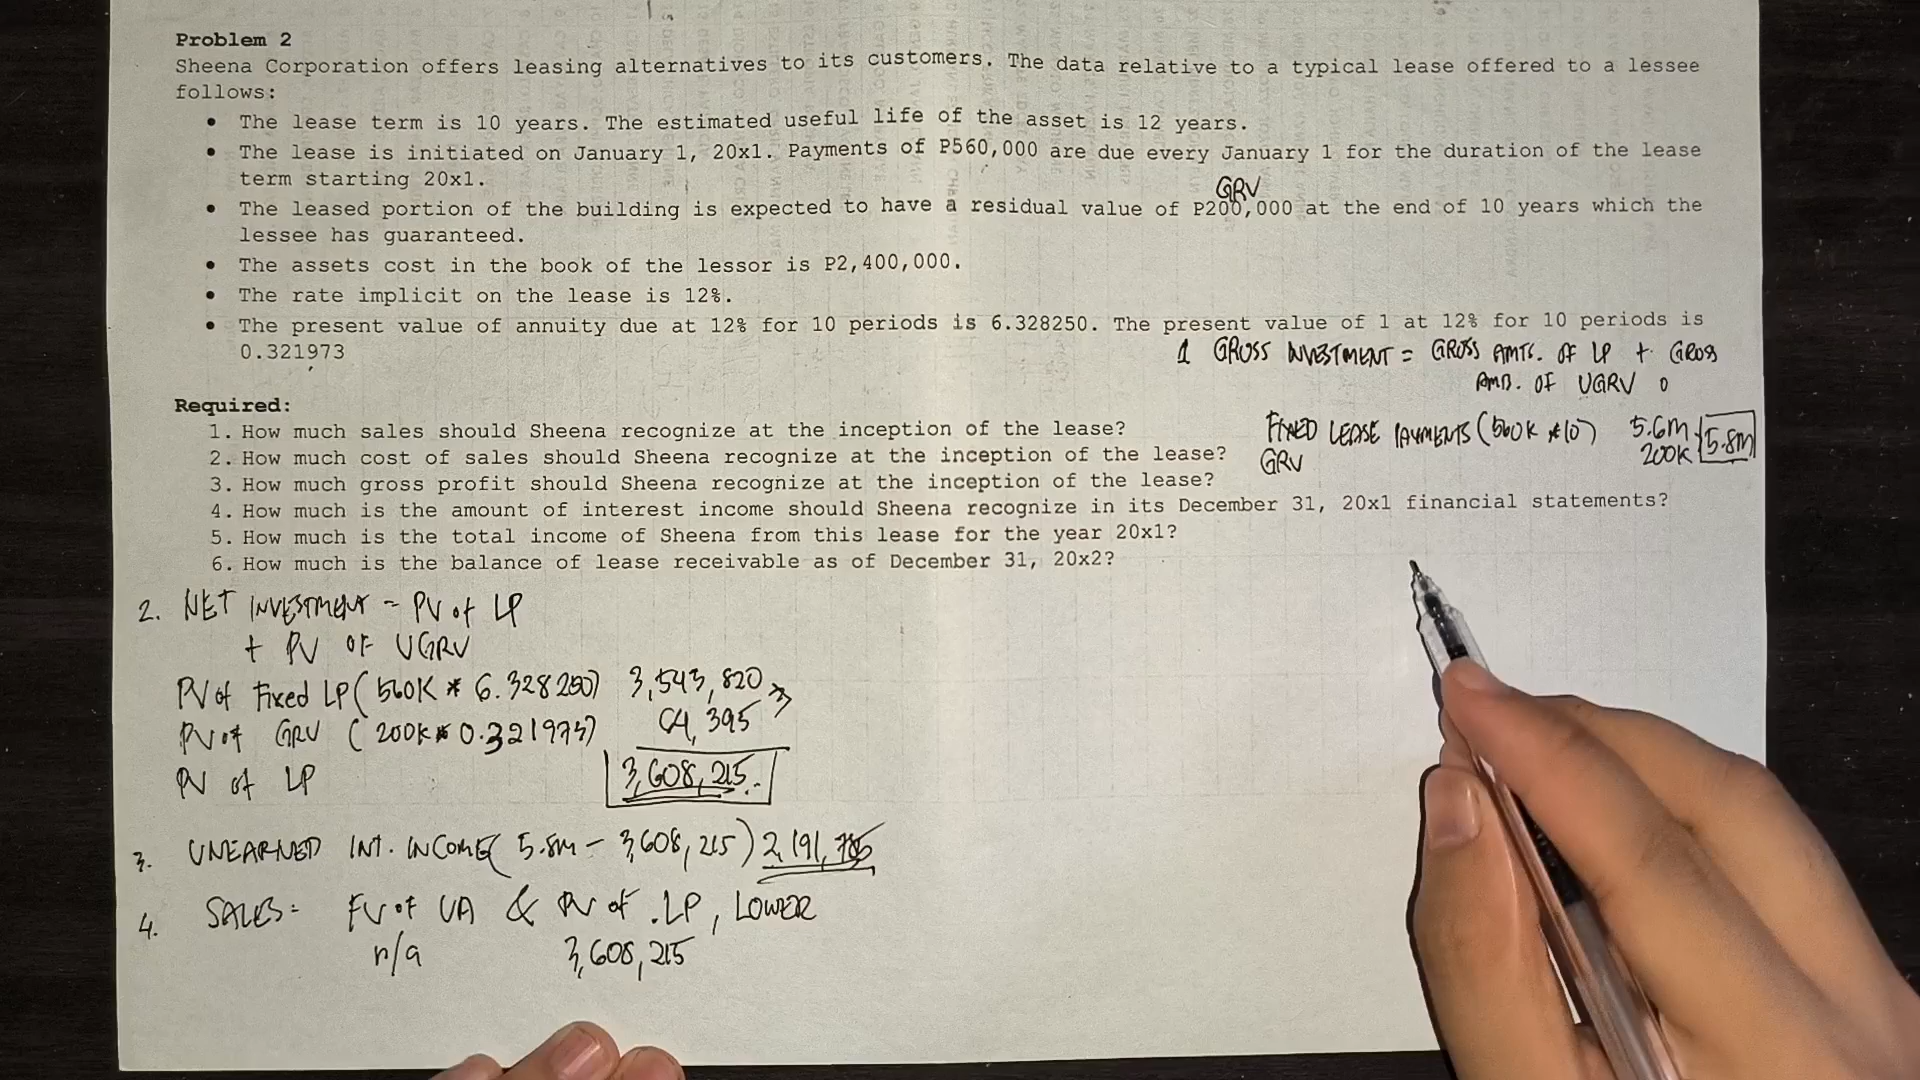 Problem 2
Sheena Corporation offers leasing alternatives to its customers. The data relative to a typical lease offered to a lessee
follows:
• The lease term is 10 years. The estimated useful life of the asset is 12 years.
• The lease is initiated on January 1, 20x1. Payments of P560,000 are due every January 1 for the duration of the lease
term starting 20x1.
GRV
• The leased portion of the building is expected to have a residual value of P200,000 at the end of 10 years which the
lessee has guaranteed.
• The assets cost in the book of the lessor is P2,400,000.
• The rate implicit on the lease is 12%.
• The present value of annuity due at 12% for 10 periods is 6.328250. The present value of 1 at 12% for 10 periods is
0.321973
1 GROSS INVESTMENT = GROSS AMTS. OF LP + GROSS
AMT. OF UGRV 0
Required:
1. How much sales should Sheena recognize at the inception of the lease?
2. How much cost of sales should Sheena recognize at the inception of the lease?
3. How much gross profit should Sheena recognize at the inception of the lease?
4. How much is the amount of interest income should Sheena recognize in its December 31, 20x1 financial statements?
5. How much is the total income of Sheena from this lease for the year 20x1?
6. How much is the balance of lease receivable as of December 31, 20x2?
FIXED LEASE PAYMENTS (560K * 10) 5.6m
GRV 200K 5.8m
2. NET INVESTMENT - PV of LP
+ PV OF UGRV
PV of Fixed LP (560K * 6.328250) 3,543,820
PV of GRV (200K * 0.321973) 64,395
PV of LP 3,608,215
3. UNEARNED INT. INCOME (5.8m - 3,608,215) 2,191,785
4. SALES = FV of UA & PV of LP, LOWER
n/a 3,608,215